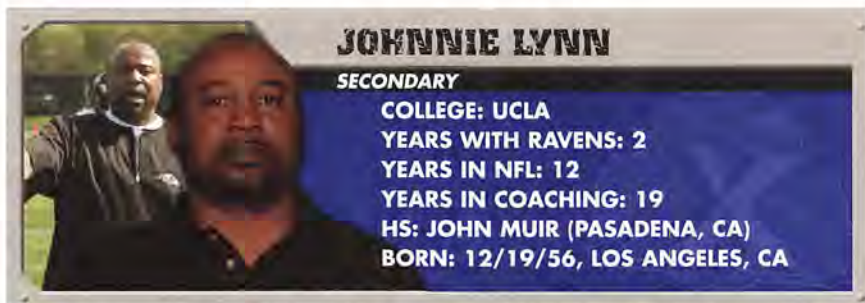 JOHNNIE LYNN
SECONDARY
COLLEGE: UCLA
YEARS WITH RAVENS: 2
YEARS IN NFL: 12
YEARS IN COACHING: 19
HS: JOHN MUIR (PASADENA, CA)
BORN: 12/19/56, LOS ANGELES, CA